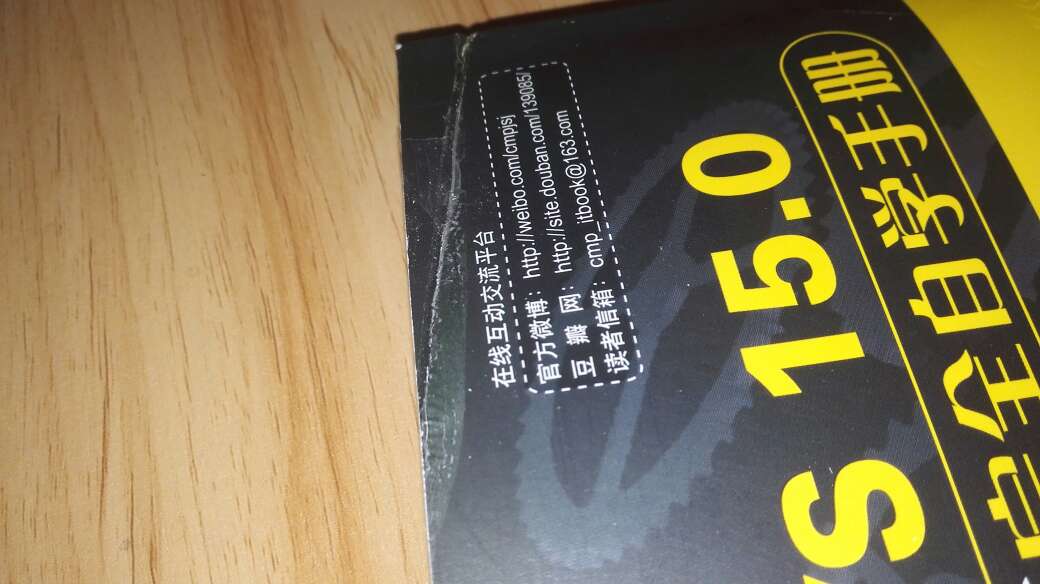 在线互动交流平台
官方微博：http://weibo.com/cmpjsj
豆瓣网：http://site.douban.com/139085/
读者信箱：cmp_itbook@163.com
S 15.0
完全自学手册